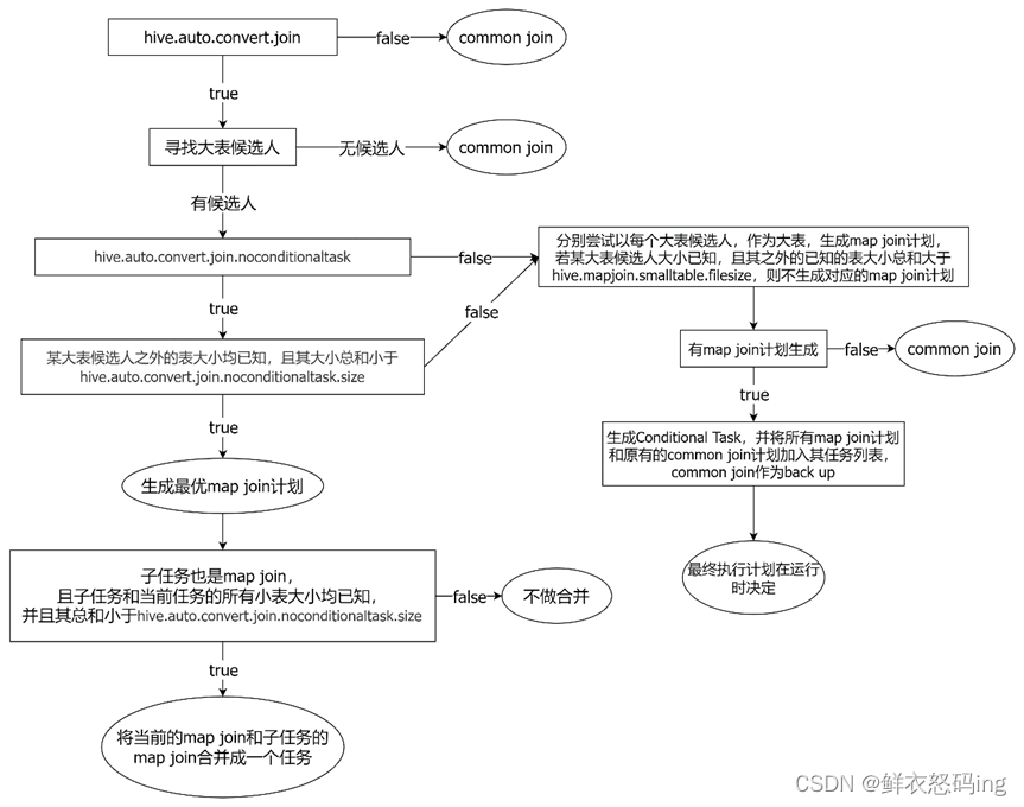 hive.auto.convert.join
false
common join
true
寻找大表候选人
无候选人
common join
有候选人
hive.auto.convert.join.noconditionaltask
false
分别尝试以每个大表候选人，作为大表，生成map join计划，
若某大表候选人大小已知，且其之外的已知的表大小总和大于
hive.mapjoin.smalltable.filesize，则不生成对应的map join计划
true
false
某大表候选人之外的表大小均已知，且其大小总和小于
hive.auto.convert.join.noconditionaltask.size
有map join计划生成
false
common join
true
true
生成Conditional Task，并将所有map join计划
和原有的common join计划加入其任务列表，
common join作为back up
生成最优map join计划
最终执行计划在运行
时决定
子任务也是map join，
且子任务和当前任务的所有小表大小均已知，
并且其总和小于hive.auto.convert.join.noconditionaltask.size
false
不做合并
true
将当前的map join和子任务的
map join合并成一个任务
CSDN @鲜衣怒码ing